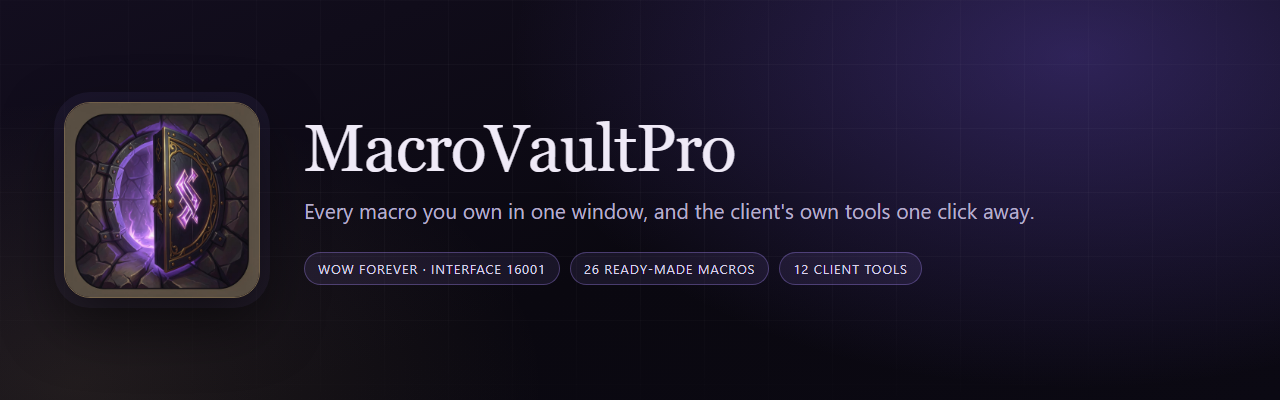 MacroVaultPro
Every macro you own in one window, and the client's own tools one click away.
WOW FOREVER · INTERFACE 16001
26 READY-MADE MACROS
12 CLIENT TOOLS